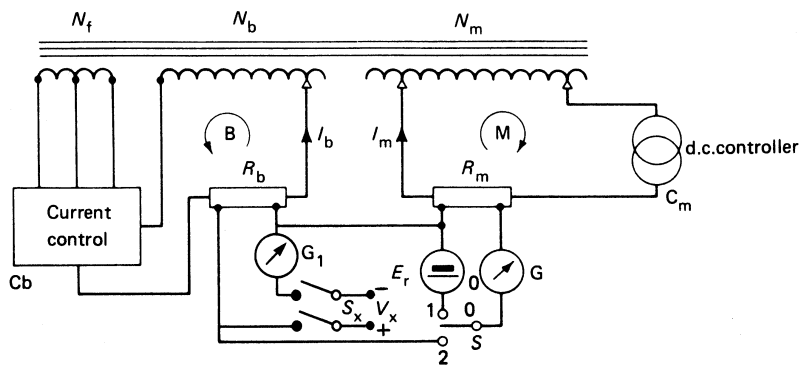 N_f
N_b
N_m
B
I_b
I_m
M
d.c.controller
R_b
R_m
C_m
Current
control
Cb
G_1
E_r
0
G
S_x
−
V_x
+
1
0
S
2